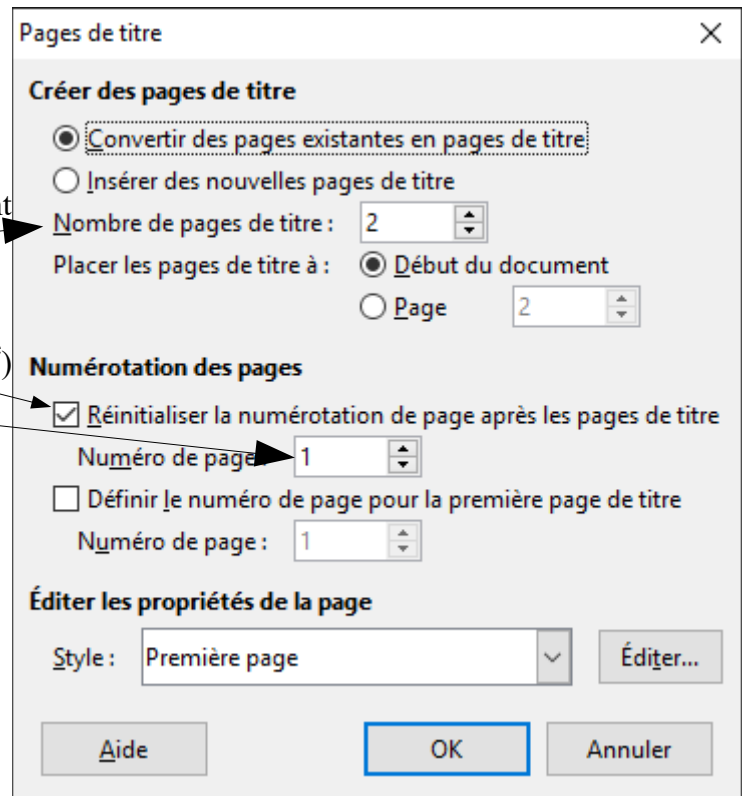 Pages de titre
Créer des pages de titre
Convertir des pages existantes en pages de titre
Insérer des nouvelles pages de titre
nt
Nombre de pages de titre : 2
Placer les pages de titre à : Début du document
Page 2
)
Numérotation des pages
Réinitialiser la numérotation de page après les pages de titre
Numéro de page : 1
Définir le numéro de page pour la première page de titre
Numéro de page : 1
Éditer les propriétés de la page
Style : Première page Éditer...
Aide OK Annuler